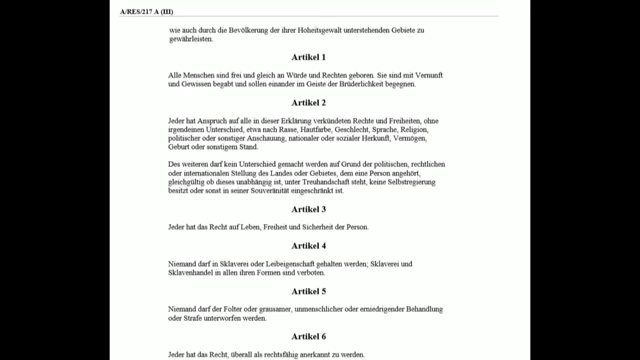 A/RES/217 A (III)
wie auch durch die Bevölkerung der ihrer Hoheitsgewalt unterstehenden Gebiete zu
gewährleisten.
Artikel 1
Alle Menschen sind frei und gleich an Würde und Rechten geboren. Sie sind mit Vernunft
und Gewissen begabt und sollen einander im Geiste der Brüderlichkeit begegnen.
Artikel 2
Jeder hat Anspruch auf alle in dieser Erklärung verkündeten Rechte und Freiheiten, ohne
irgendeinen Unterschied, etwa nach Rasse, Hautfarbe, Geschlecht, Sprache, Religion,
politischer oder sonstiger Anschauung, nationaler oder sozialer Herkunft, Vermögen,
Geburt oder sonstigem Stand.
Des weiteren darf kein Unterschied gemacht werden auf Grund der politischen, rechtlichen
oder internationalen Stellung des Landes oder Gebietes, dem eine Person angehört,
gleichgültig ob dieses unabhängig ist, unter Treuhandschaft steht, keine Selbstregierung
besitzt oder sonst in seiner Souveränität eingeschränkt ist.
Artikel 3
Jeder hat das Recht auf Leben, Freiheit und Sicherheit der Person.
Artikel 4
Niemand darf in Sklaverei oder Leibeigenschaft gehalten werden; Sklaverei und
Sklavenhandel in allen ihren Formen sind verboten.
Artikel 5
Niemand darf der Folter oder grausamer, unmenschlicher oder erniedrigender Behandlung
oder Strafe unterworfen werden.
Artikel 6
Jeder hat das Recht, überall als rechtsfähig anerkannt zu werden.